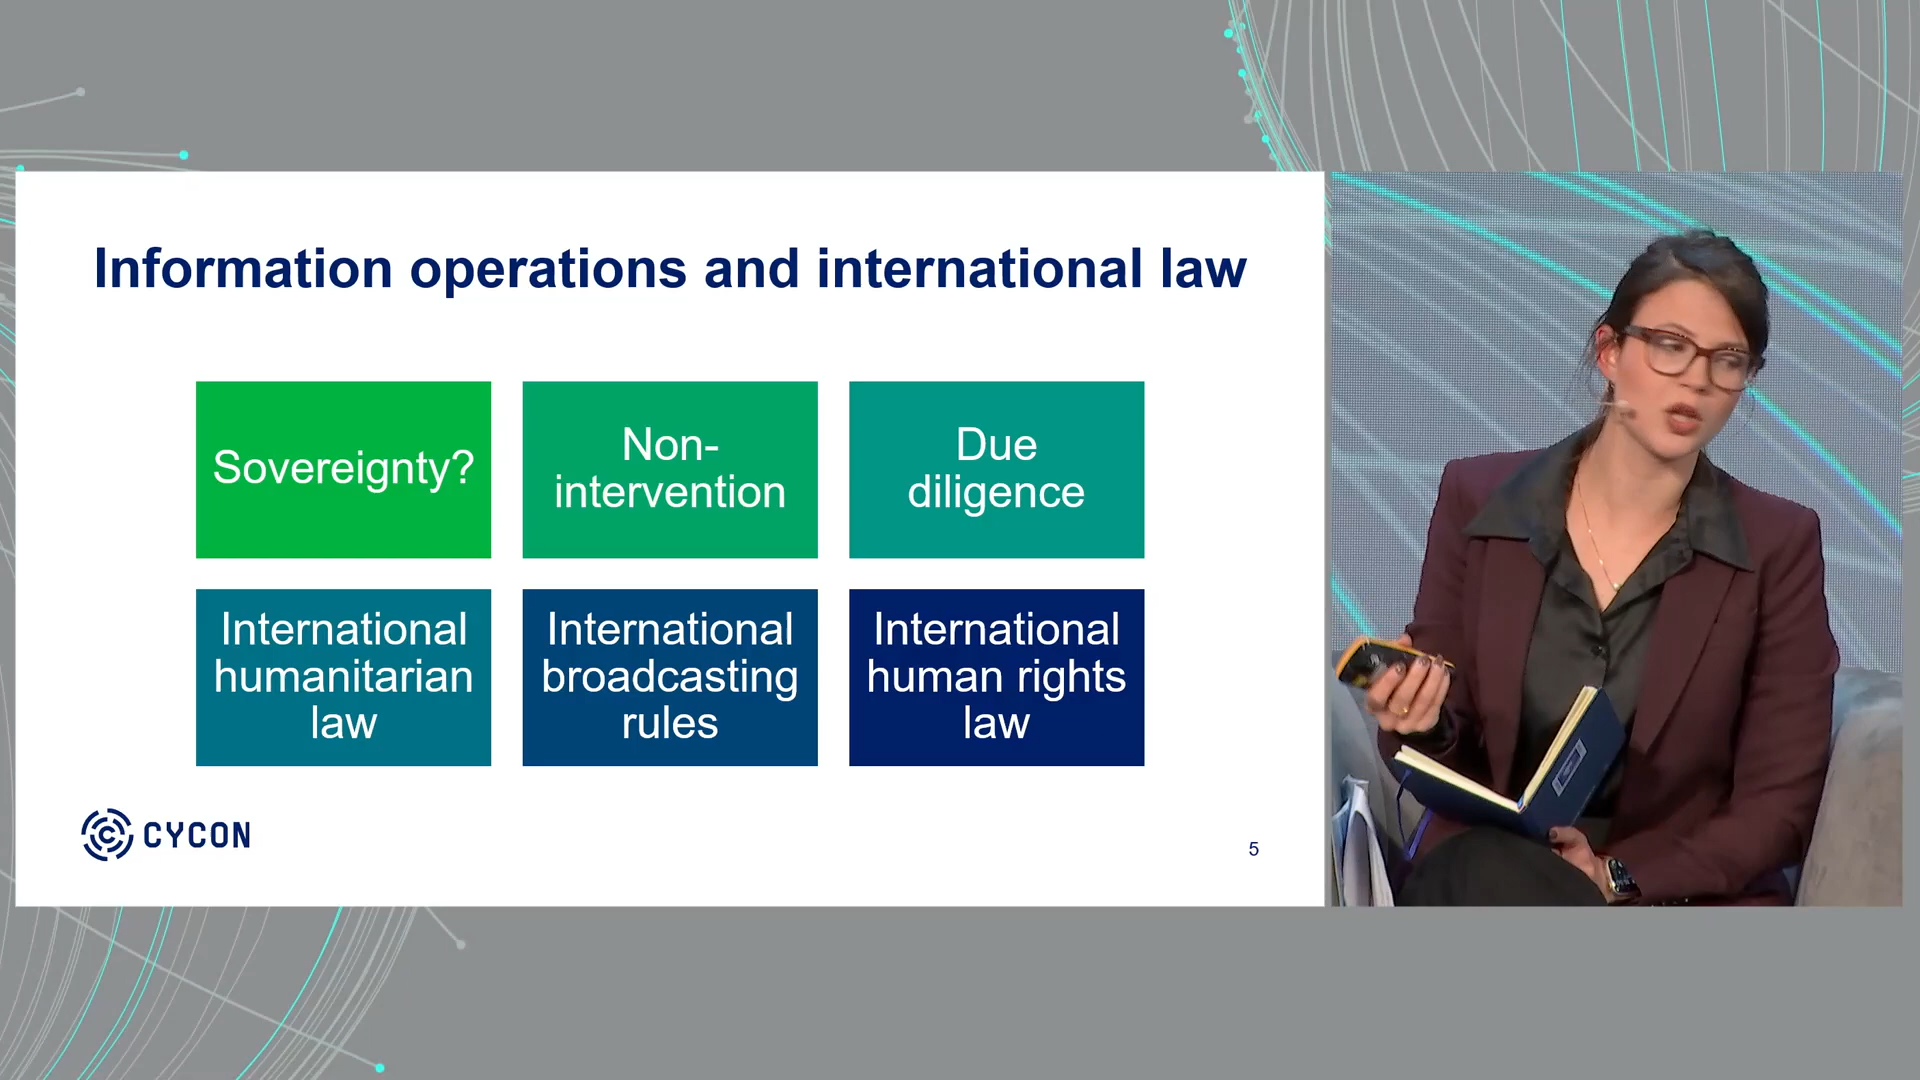 Information operations and international law
Sovereignty?
Non-
intervention
Due
diligence
International
humanitarian
law
International
broadcasting
rules
International
human rights
law
CYCON
5